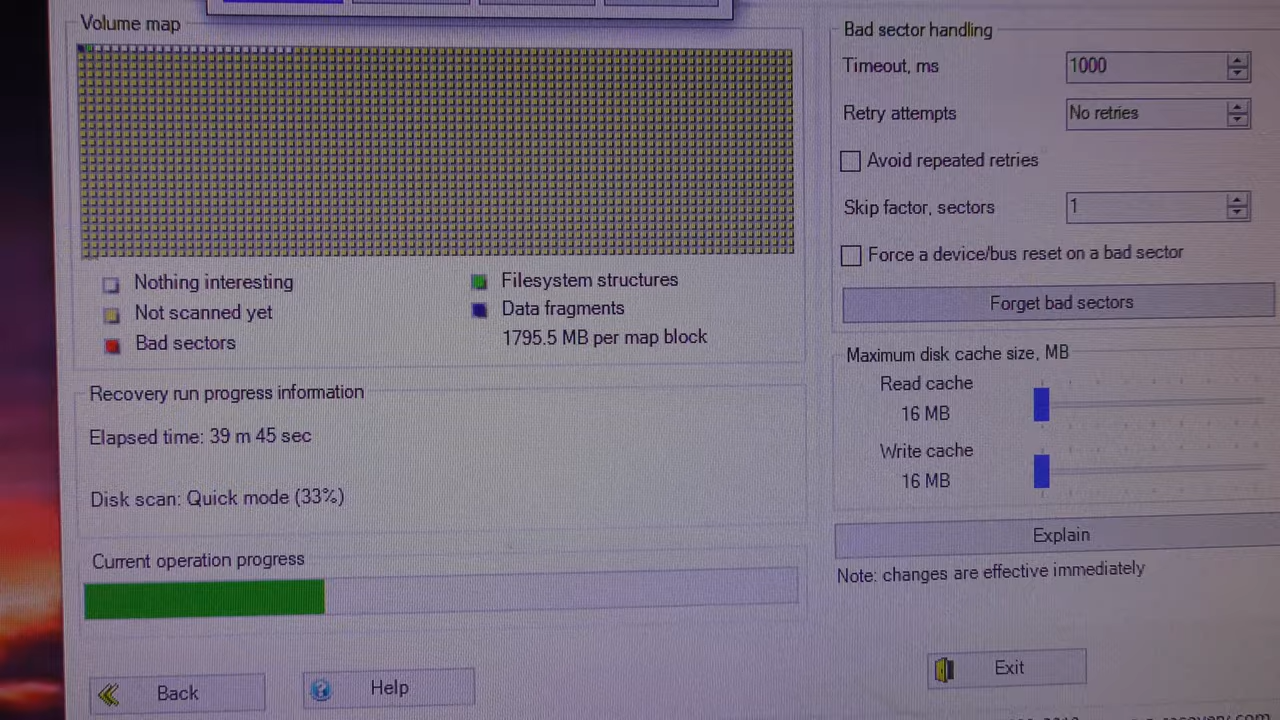 Volume map
Nothing interesting
Not scanned yet
Bad sectors
Filesystem structures
Data fragments
1795.5 MB per map block
Recovery run progress information
Elapsed time: 39 m 45 sec
Disk scan: Quick mode (33%)
Current operation progress
Back
Help
Bad sector handling
Timeout, ms
1000
Retry attempts
No retries
Avoid repeated retries
Skip factor, sectors
1
Force a device/bus reset on a bad sector
Forget bad sectors
Maximum disk cache size, MB
Read cache
16 MB
Write cache
16 MB
Explain
Note: changes are effective immediately
Exit